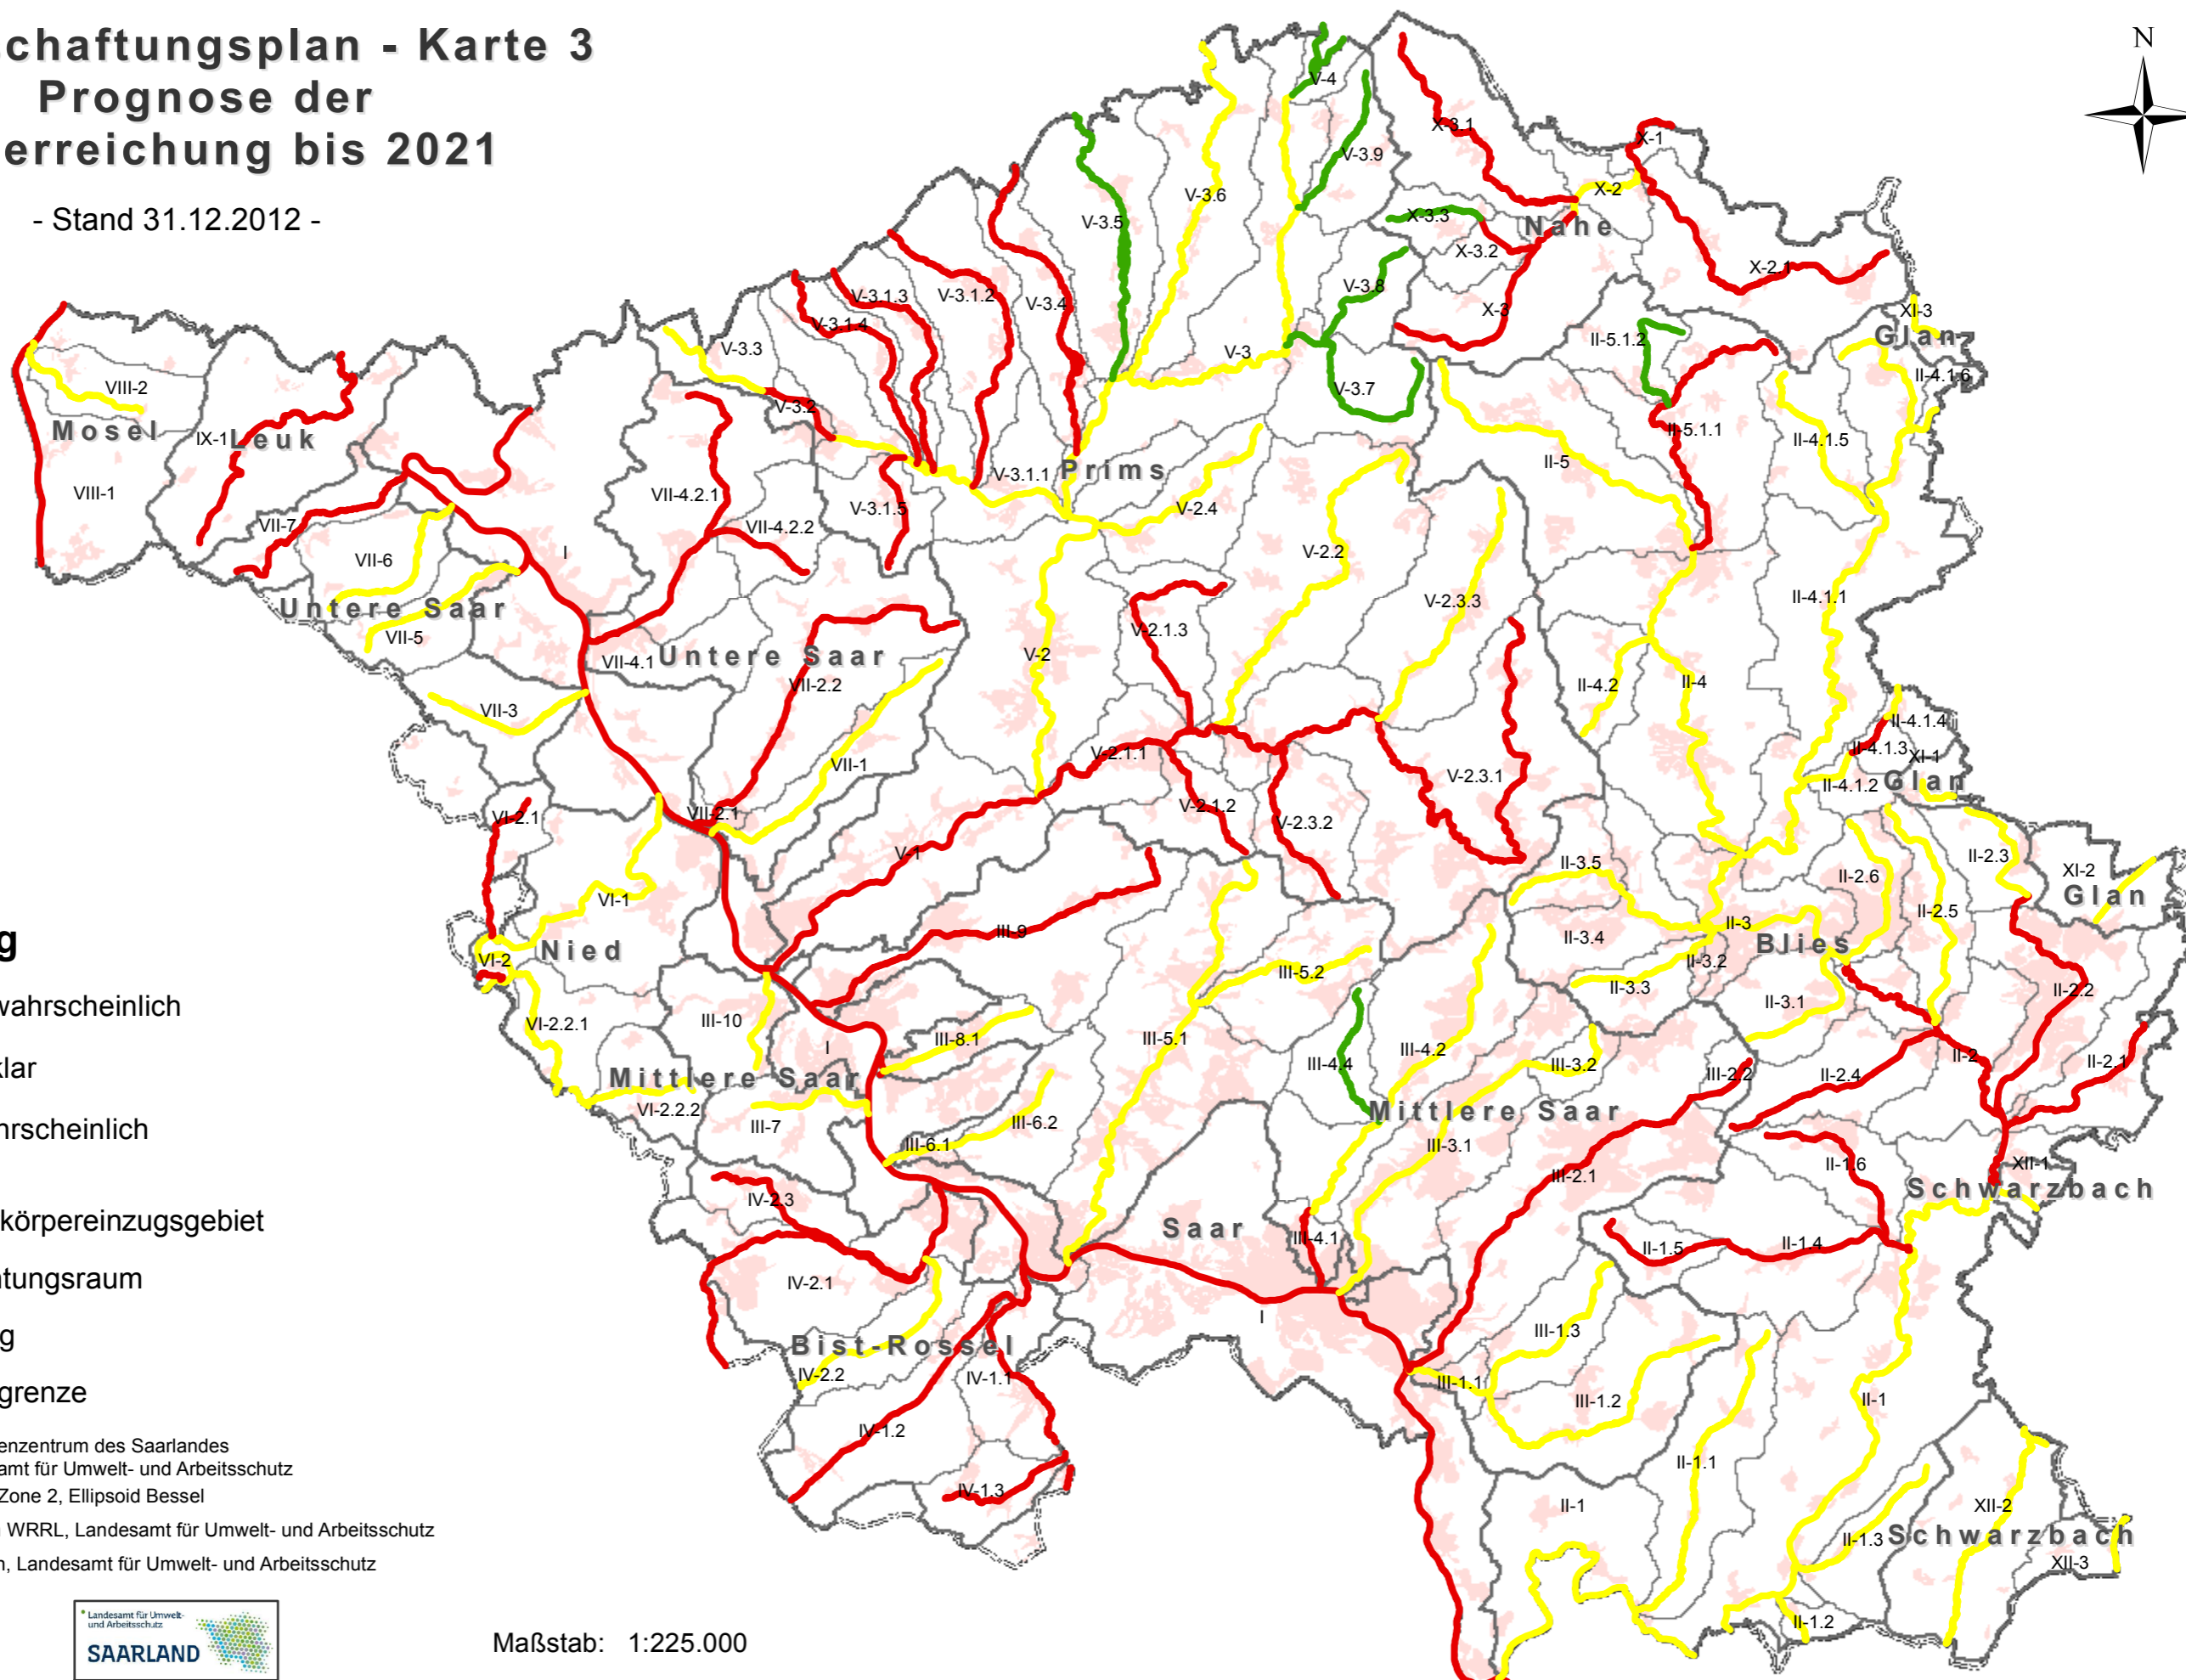 chaftungsplan - Karte 3
Prognose der
erreichung bis 2021
- Stand 31.12.2012 -
N
V-4
X-3.1
X-1
V-3.9
V-3.6
X-2
V-3.5
X-3.3
Nahe
X-3.2
X-2.1
V-3.8
V-3.1.3
V-3.1.2
V-3.4
X-3
XI-3
V-3.1.4
Glan
II-5.1.2
V-3.3
V-3
II-4.1.6
VIII-2
V-3.7
V-3.2
Mosel
IX-1
Leuk
II-5.1.1
II-4.1.5
II-5
Prims
V-3.1.1
VIII-1
VII-4.2.1
V-3.1.5
V-2.4
VII-7
VII-4.2.2
I
V-2.2
VII-6
II-4.1.1
Untere Saar
V-2.3.3
VII-5
V-2.1.3
V-2
VII-4.1
Untere Saar
VII-2.2
II-4.2
II-4
VII-3
II-4.1.4
II-4.1.3
XI-1
V-2.1.1
VII-1
V-2.3.1
II-4.1.2
Glan
V-2.1.2
VII-2.1
VI-2.1
V-2.3.2
V-1
II-3.5
II-2.3
II-2.6
XI-2
Glan
VI-1
II-2.5
III-9
II-3
II-3.4
Blies
g
Nied
VI-2
II-3.2
III-5.2
II-3.3
II-2.2
wahrscheinlich
II-3.1
III-10
VI-2.2.1
III-8.1
III-5.1
I
III-4.2
II-2
III-4.4
III-3.2
II-2.1
klar
III-2.2
II-2.4
Mittlere Saar
VI-2.2.2
Mittlere Saar
III-7
III-6.2
hrscheinlich
III-6.1
III-3.1
II-1.6
XII-1
III-2.1
Schwarzbach
IV-2.3
körpereinzugsgebiet
Saar
III-4.1
II-1.5
II-1.4
htungsraum
IV-2.1
I
III-1.3
g
Bist-Rossel
IV-2.2
IV-1.1
III-1.1
grenze
III-1.2
II-1
IV-1.2
enzentrum des Saarlandes
II-1.1
amt für Umwelt- und Arbeitsschutz
Zone 2, Ellipsoid Bessel
IV-1.3
II-1
XII-2
WRRL, Landesamt für Umwelt- und Arbeitsschutz
II-1.3
Schwarzbach
XII-3
n, Landesamt für Umwelt- und Arbeitsschutz
Landesamt für Umwelt-
und Arbeitsschutz
SAARLAND
II-1.2
Maßstab: 1:225.000